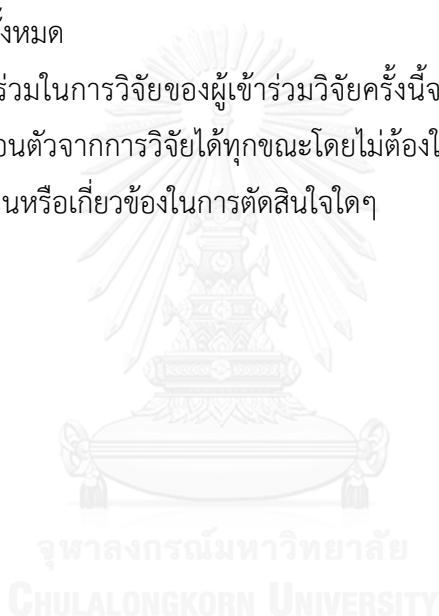 ั้งหมด
ร่วมในการวิจัยของผู้เข้าร่วมวิจัยครั้งนี้จ
อนตัวจากการวิจัยได้ทุกขณะโดยไม่ต้องใ
นหรือเกี่ยวข้องในการตัดสินใจใดๆ
จุฬาลงกรณ์มหาวิทยาลัย
CHULALONGKORN UNIVERSITY